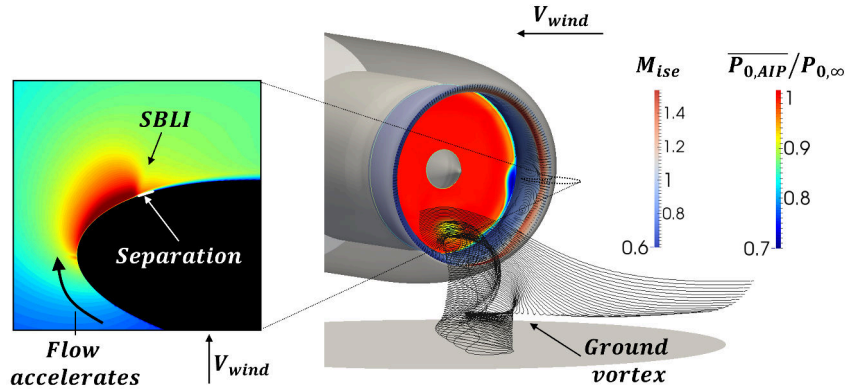 V_wind
M_ise
P_0,AIP/P_0,∞
SBLI
Separation
Flow
accelerates
V_wind
Ground
vortex
1.4
1.2
1
0.8
0.6
1
0.9
0.8
0.7